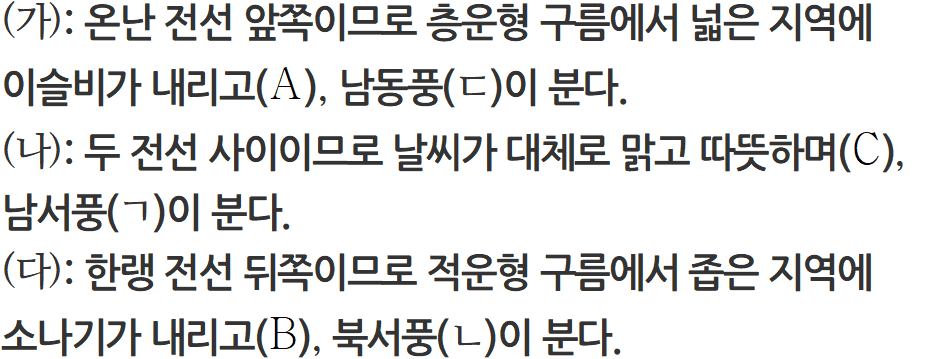 (가): 온난 전선 앞쪽이므로 층운형 구름에서 넓은 지역에
이슬비가 내리고(A), 남동풍(ㄷ)이 분다.
(나): 두 전선 사이이므로 날씨가 대체로 맑고 따뜻하며(C),
남서풍(ㄱ)이 분다.
(다): 한랭 전선 뒤쪽이므로 적운형 구름에서 좁은 지역에
소나기가 내리고(B), 북서풍(ㄴ)이 분다.